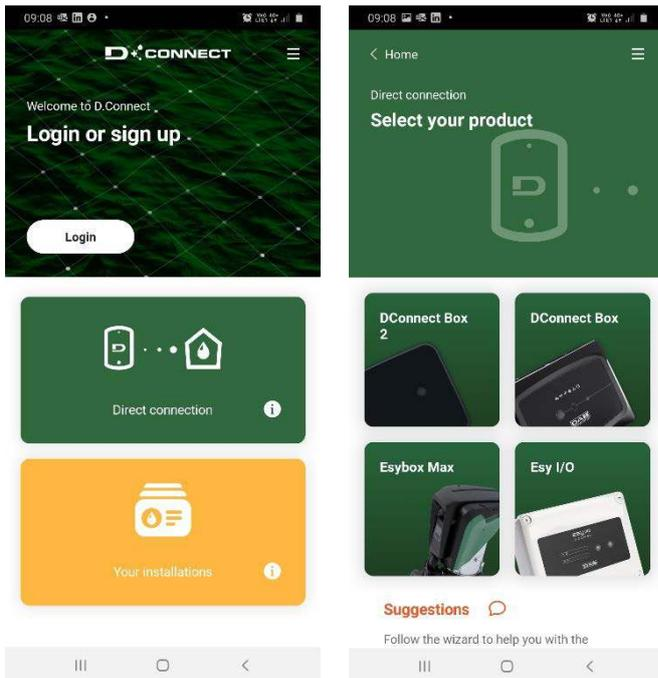 09:08
D+CONNECT
Welcome to D.Connect
Login or sign up
Login
Direct connection
Your installations
09:08
Home
Direct connection
Select your product
D
DConnect Box
2
DConnect Box
DAB
Esybox Max
Esy I/O
DAB
Suggestions
Follow the wizard to help you with the